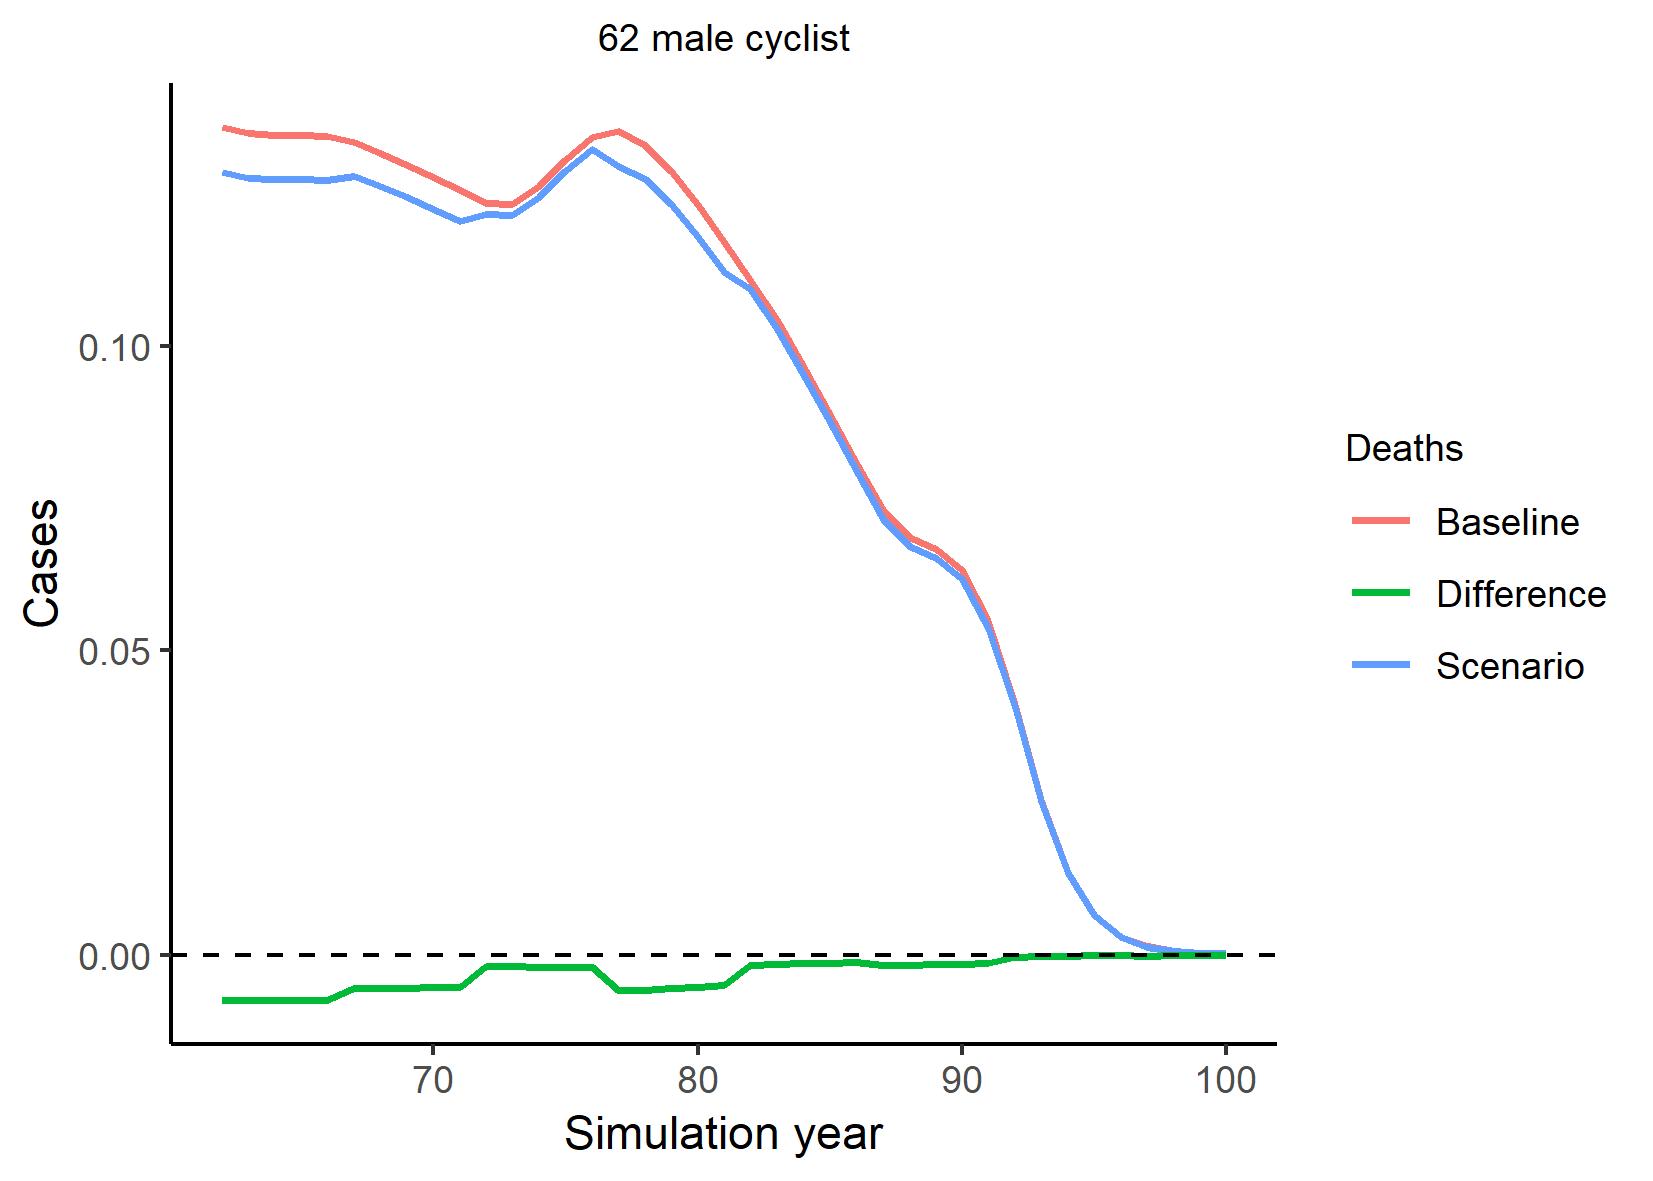 62 male cyclist
Cases
0.10
0.05
0.00
70 80 90 100
Simulation year
Deaths
Baseline
Difference
Scenario